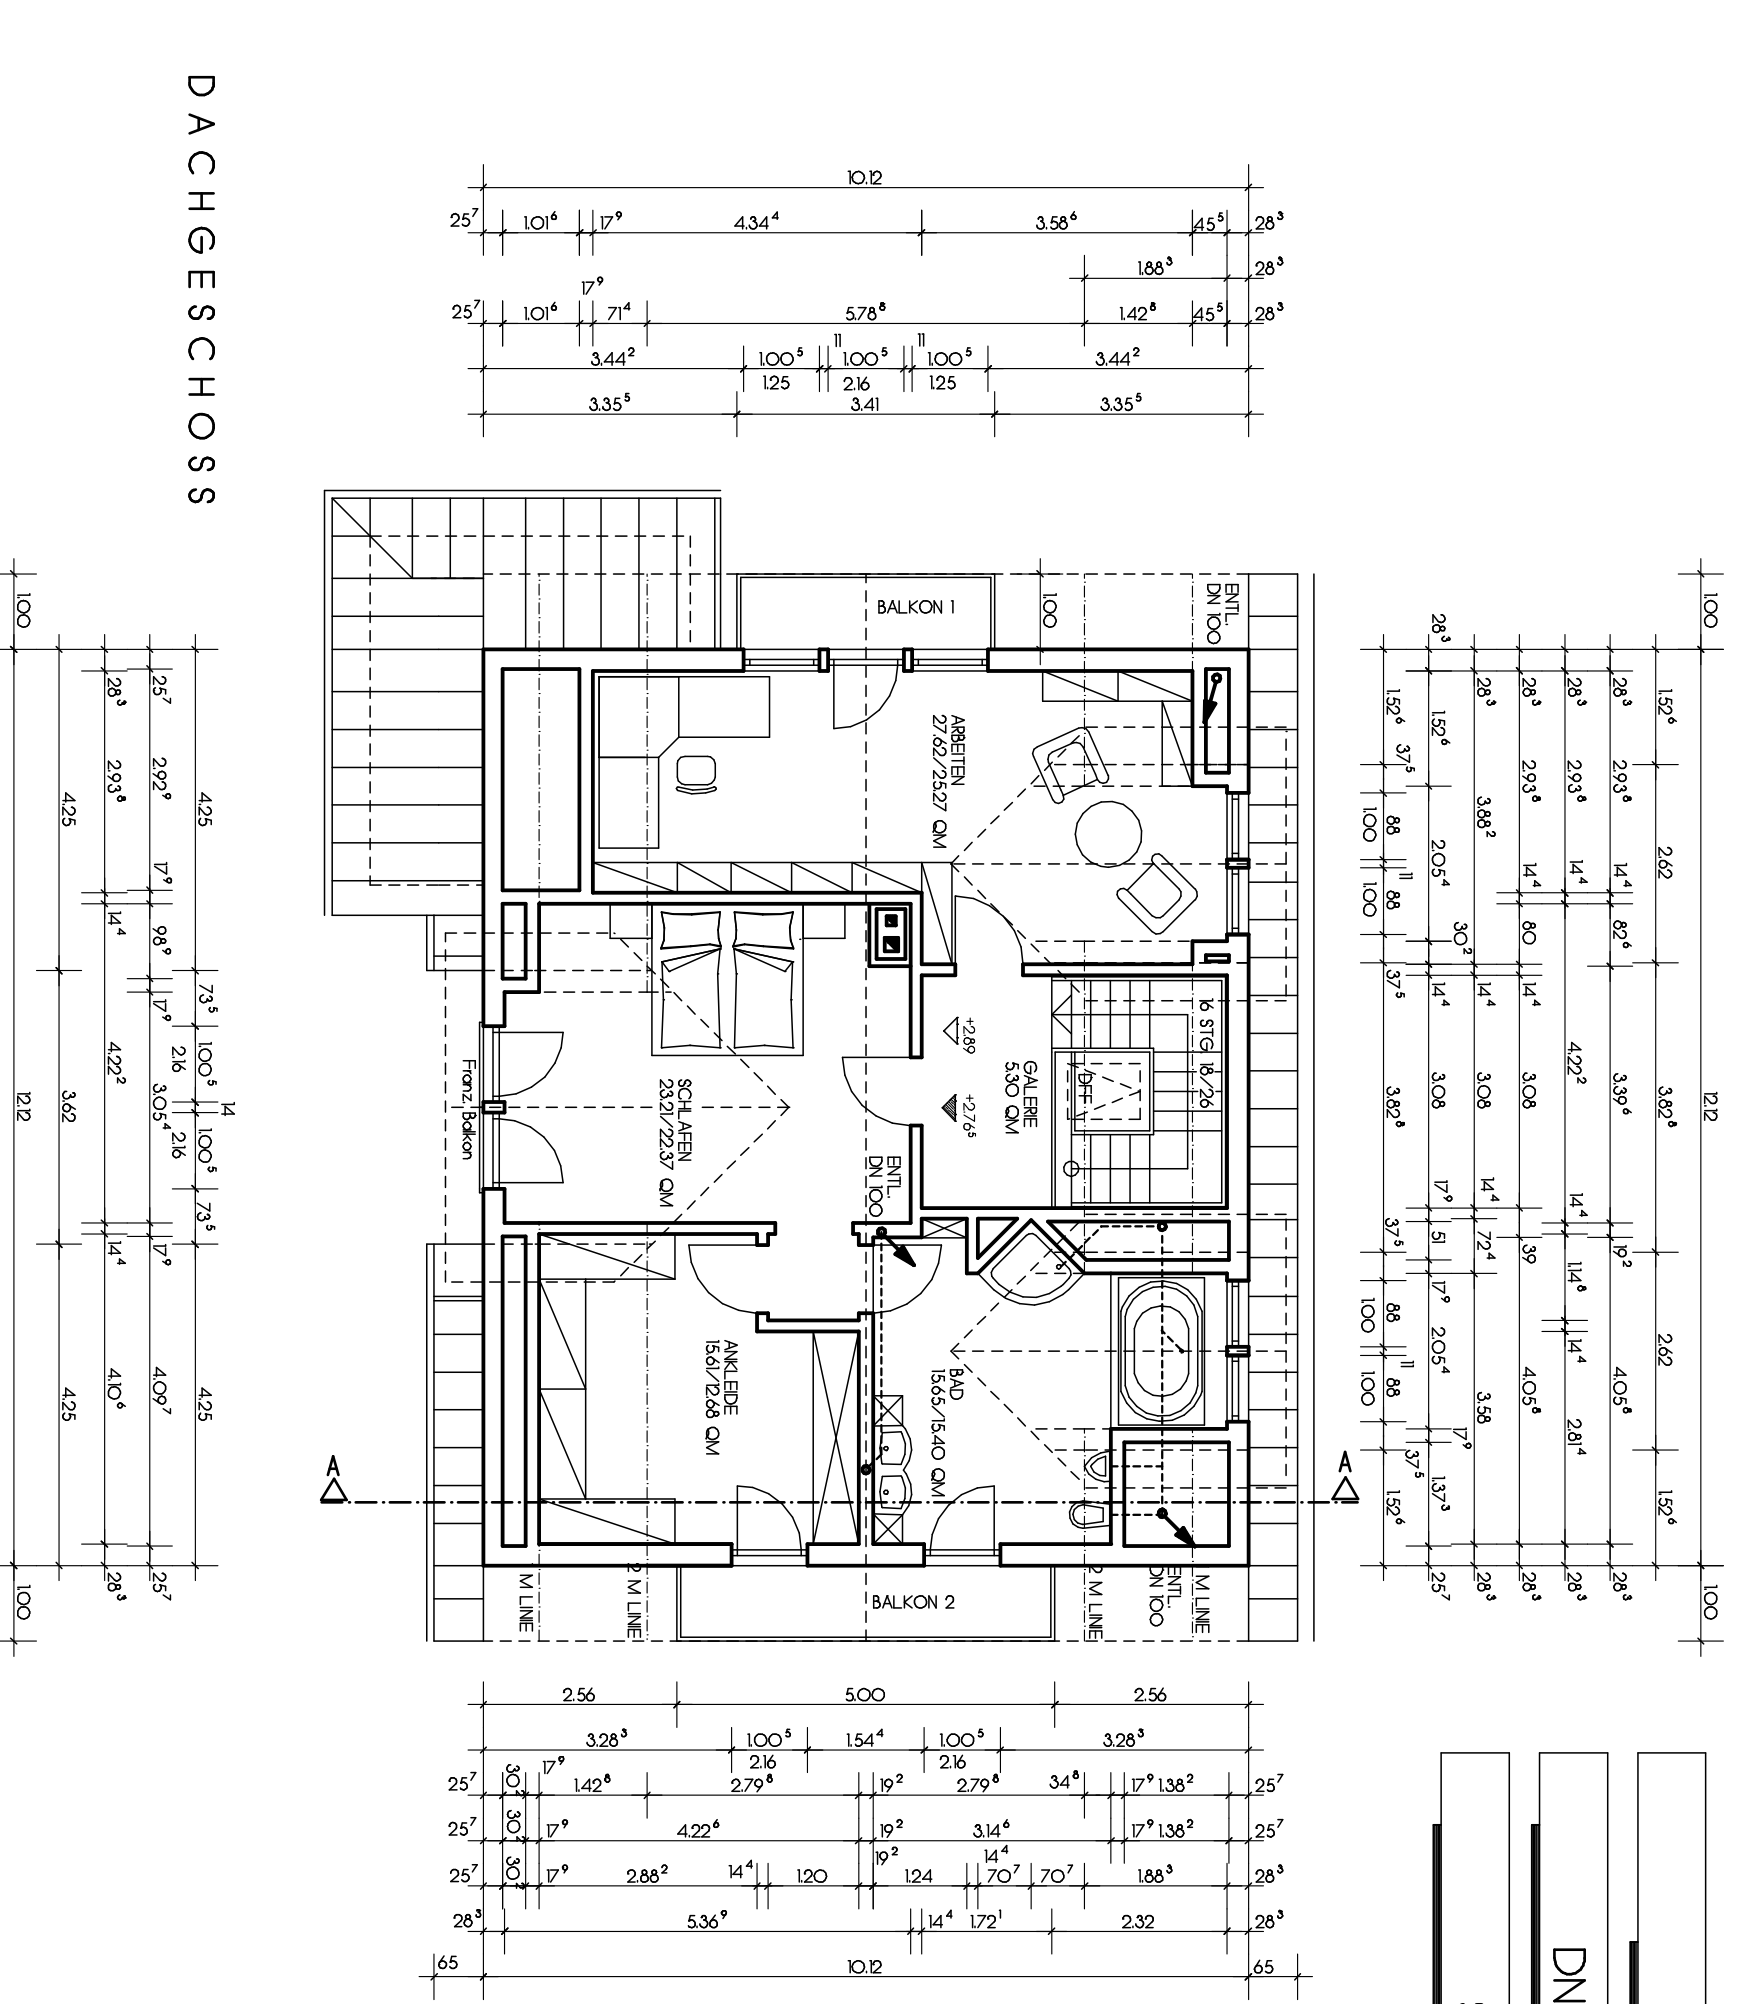 DACHGESCHOSS
10.12
25⁷ 1.01⁶ 17⁹ 4.34⁴ 3.58⁶ 45⁵ 28³
1.88³ 28³
17⁹
25⁷ 1.01⁶ 71⁴ 5.78⁸ 1.42⁸ 45⁵ 28³
11 11
3.44² 1.00⁵ 1.00⁵ 1.00⁵ 3.44²
1.25 2.16 1.25
3.35⁵ 3.41 3.35⁵
BALKON 1
1.00
ENTL.
DN 100
ARBEITEN
27.62/25.27 QM
16 STG. 18/26
DFF
GALERIE
5.30 QM
+2.89
+2.76⁵
SCHLAFEN
23.21/22.37 QM
Franz. Balkon
ENTL.
DN 100
ANKLEIDE
15.61/12.68 QM
BAD
15.65/15.40 QM
A
A
BALKON 2
M LINIE
2 M LINIE
2 M LINIE
ENTL.
DN 100
M LINIE
1.00 12.12 1.00
4.25 3.62 4.25
28³ 2.93⁸ 14⁴ 4.22² 14⁴ 4.10⁶ 28³
25⁷ 2.92⁹ 17⁹ 98⁹ 17⁹ 3.05⁴ 17⁹ 4.09⁷ 25⁷
2.16 2.16
4.25 73⁵ 1.00⁵ 1.00⁵ 73⁵ 4.25
14
1.00 12.12 1.00
1.52⁶ 2.62 3.82⁸ 2.62 1.52⁶
28³ 2.93⁸ 14⁴ 82⁶ 3.39⁶ 19² 4.05⁸ 28³
28³ 2.93⁸ 14⁴ 4.22² 14⁴ 1.14⁸ 14⁴ 2.81⁴ 28³
28³ 2.93⁸ 14⁴ 80 14⁴ 3.08 39 4.05⁸ 28³
28³ 3.88² 14⁴ 3.08 14⁴ 72⁴ 3.58 28³
30² 17⁹
28³ 1.52⁶ 2.05⁴ 14⁴ 3.08 17⁹ 51 17⁹ 2.05⁴ 1.37³ 25⁷
37⁵ 11 11 37⁵
1.52⁶ 88 88 37⁵ 3.82⁸ 37⁵ 88 88 1.52⁶
1.00 1.00 1.00 1.00
2.56 5.00 2.56
3.28³ 1.00⁵ 1.54⁴ 1.00⁵ 3.28³
2.16 2.16
25⁷ 30² 17⁹ 1.42⁸ 2.79⁸ 19² 2.79⁸ 34⁸ 17⁹ 1.38² 25⁷
25⁷ 30² 17⁹ 4.22⁶ 19² 3.14⁶ 17⁹ 1.38² 25⁷
19² 14⁴
25⁷ 30² 17⁹ 2.88² 14⁴ 1.20 1.24 70⁷ 70⁷ 1.88³ 28³
28³ 5.36⁹ 14⁴ 1.72¹ 2.32 28³
65 10.12 65
DN